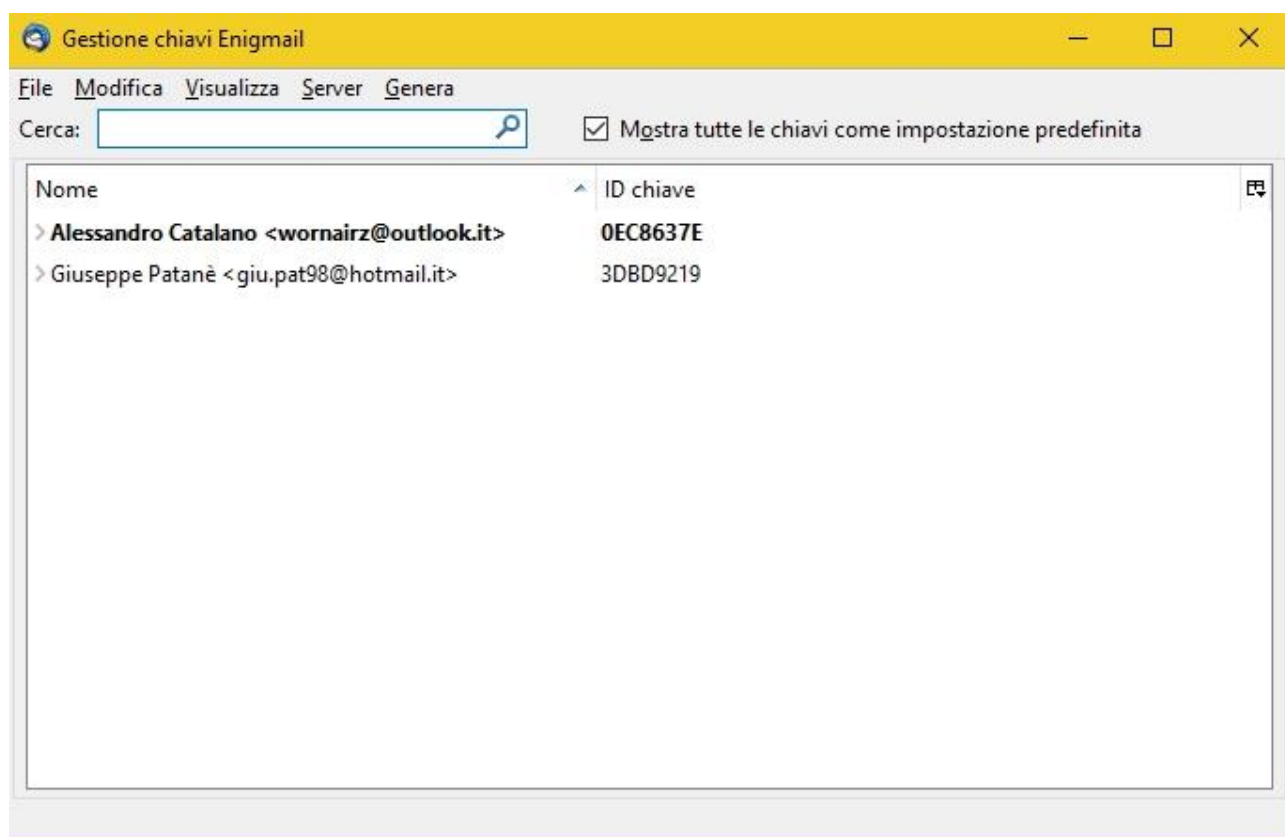 Gestione chiavi Enigmail
File Modifica Visualizza Server Genera
Cerca: Mostra tutte le chiavi come impostazione predefinita
Nome ID chiave
Alessandro Catalano <wornairz@outlook.it> 0EC8637E
Giuseppe Patanè <giu.pat98@hotmail.it> 3DBD9219